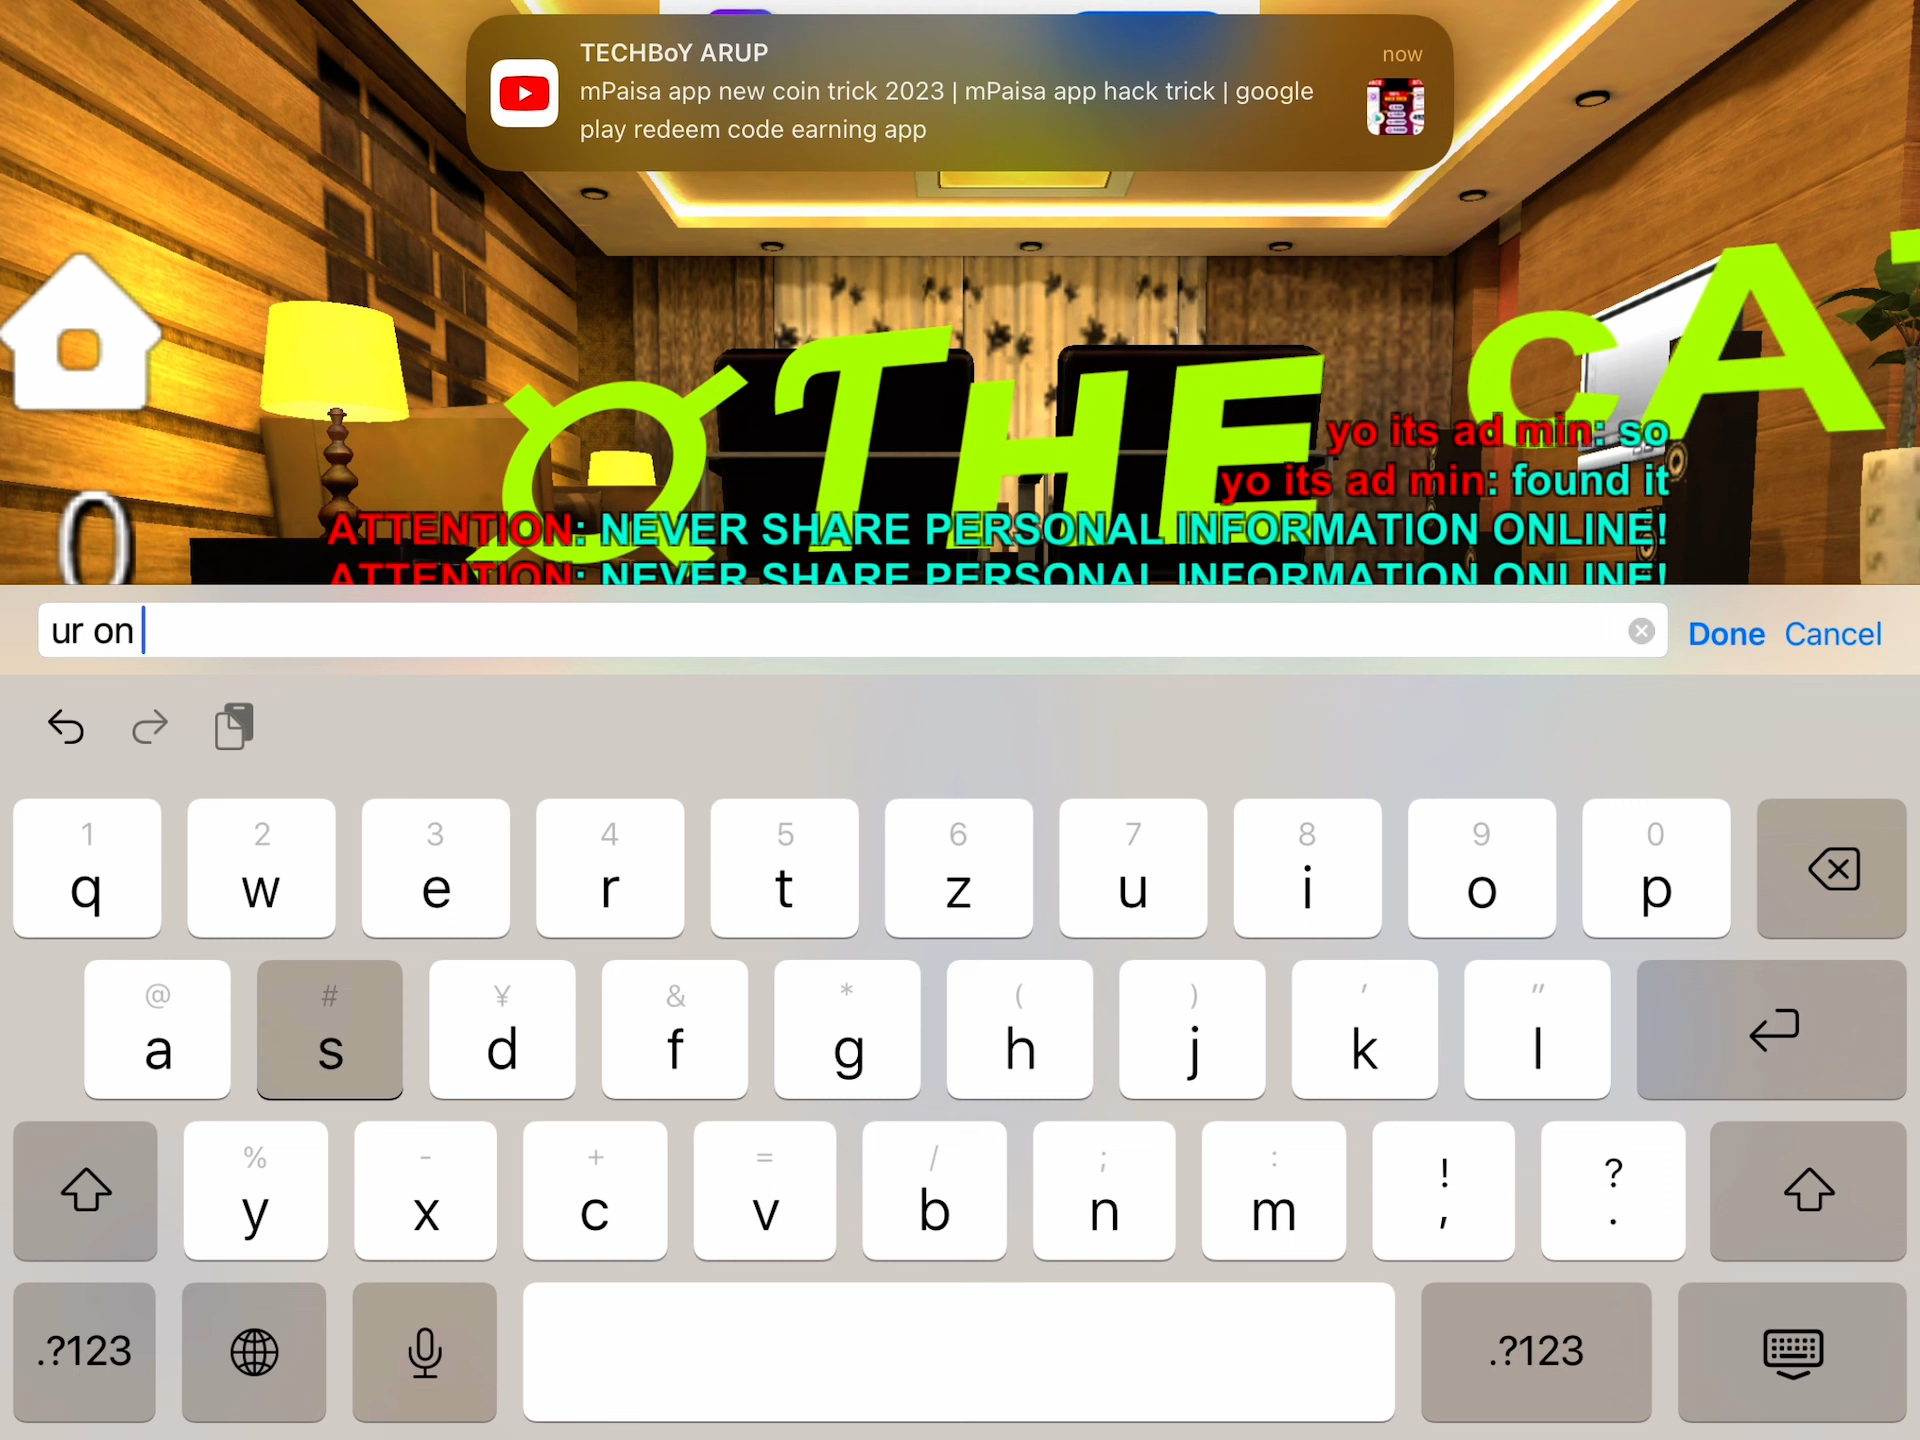 TECHBoY ARUP
now
mPaisa app new coin trick 2023 | mPaisa app hack trick | google
play redeem code earning app
¤THE cA
yo its ad min: so
yo its ad min: found it
ATTENTION: NEVER SHARE PERSONAL INFORMATION ONLINE!
ATTENTION: NEVER SHARE PERSONAL INFORMATION ONLINE!
0
ur on
Done Cancel
1 2 3 4 5 6 7 8 9 0
q w e r t z u i o p
@ # ¥ & * ( ) ' "
a s d f g h j k l
% - + = / ; : ! ?
y x c v b n m , .
.?123 .?123